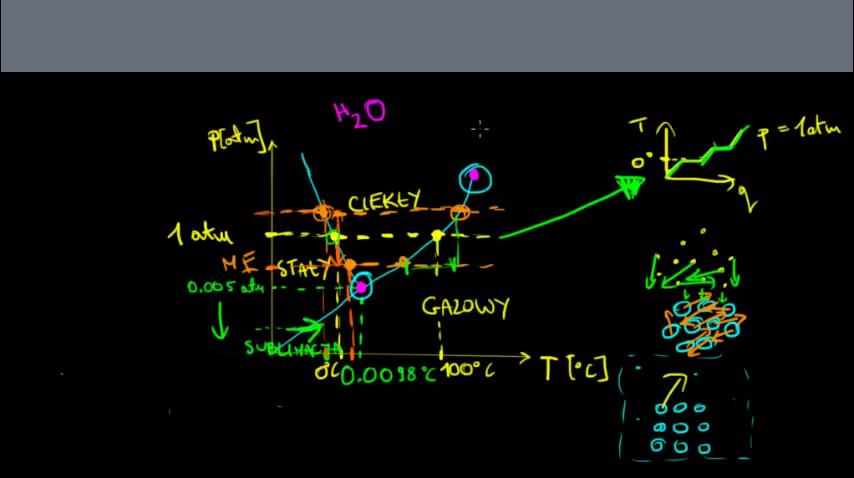 H₂O
p[atm]
T
p = 1 atm
0°
q
CIEKŁY
1 atm
M.E
STAŁY
0.005 atm
GAZOWY
SUBLIMACJA
0°C
0.0098°C
100°C
T [°C]